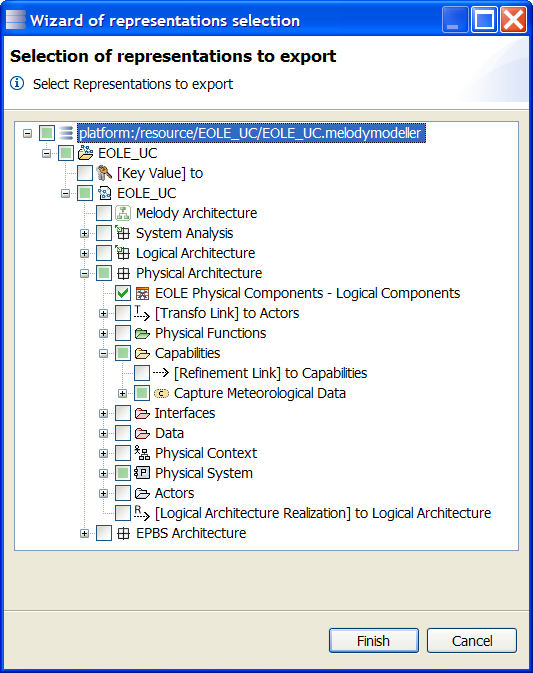 Wizard of representations selection
Selection of representations to export
Select Representations to export
platform:/resource/EOLE_UC/EOLE_UC.melodymodeller
EOLE_UC
[Key Value] to
EOLE_UC
Melody Architecture
System Analysis
Logical Architecture
Physical Architecture
EOLE Physical Components - Logical Components
[Transfo Link] to Actors
Physical Functions
Capabilities
[Refinement Link] to Capabilities
Capture Meteorological Data
Interfaces
Data
Physical Context
Physical System
Actors
[Logical Architecture Realization] to Logical Architecture
EPBS Architecture
Finish
Cancel